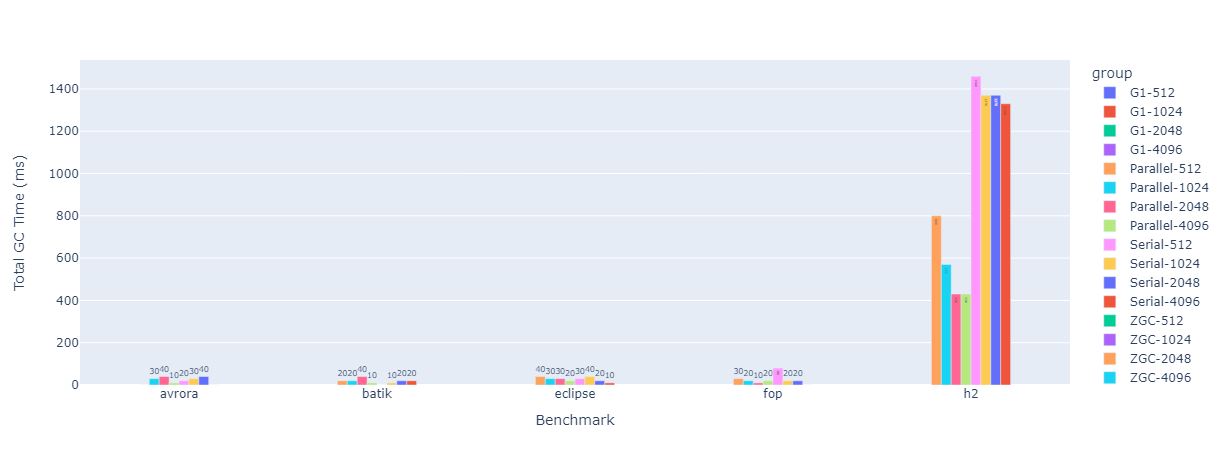 group
G1-512
G1-1024
G1-2048
G1-4096
Parallel-512
Parallel-1024
Parallel-2048
Parallel-4096
Serial-512
Serial-1024
Serial-2048
Serial-4096
ZGC-512
ZGC-1024
ZGC-2048
ZGC-4096
Total GC Time (ms)
1400
1200
1000
800
600
400
200
0
30 40 10 20 30 40
20 20 40 10 10 20 20
40 30 30 20 30 40 20 10
30 20 10 20 20 20
avrora batik eclipse fop h2
Benchmark